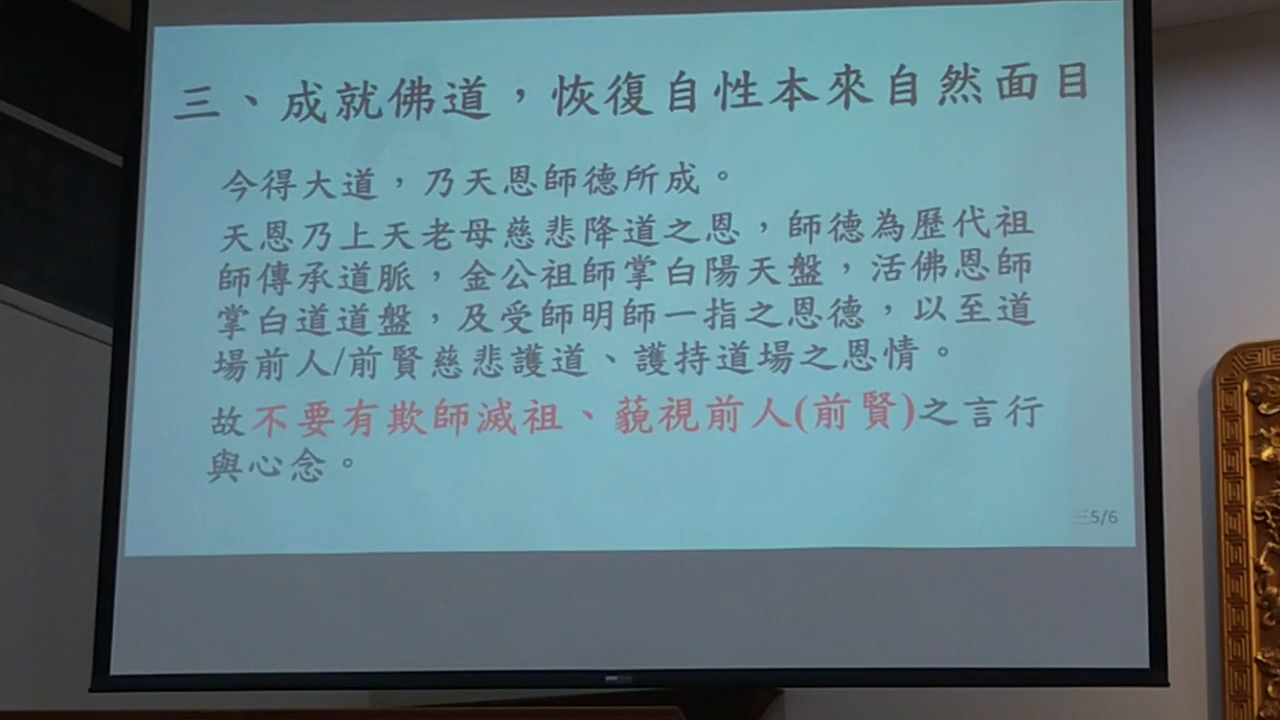 三、成就佛道，恢復自性本來自然面目
今得大道，乃天恩師德所成。
天恩乃上天老母慈悲降道之恩，師德為歷代祖
師傳承道脈，金公祖師掌白陽天盤，活佛恩師
掌白道道盤，及受師明師一指之恩德，以至道
場前人/前賢慈悲護道、護持道場之恩情。
故不要有欺師滅祖、藐視前人(前賢)之言行
與心念。
三5/6